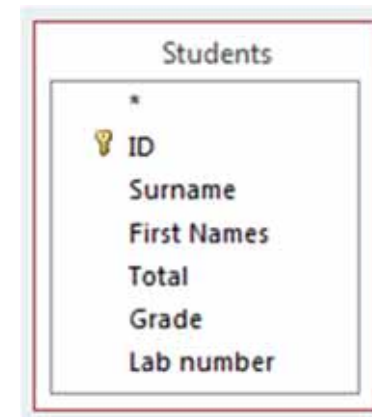 Students
*
ID
Surname
First Names
Total
Grade
Lab number